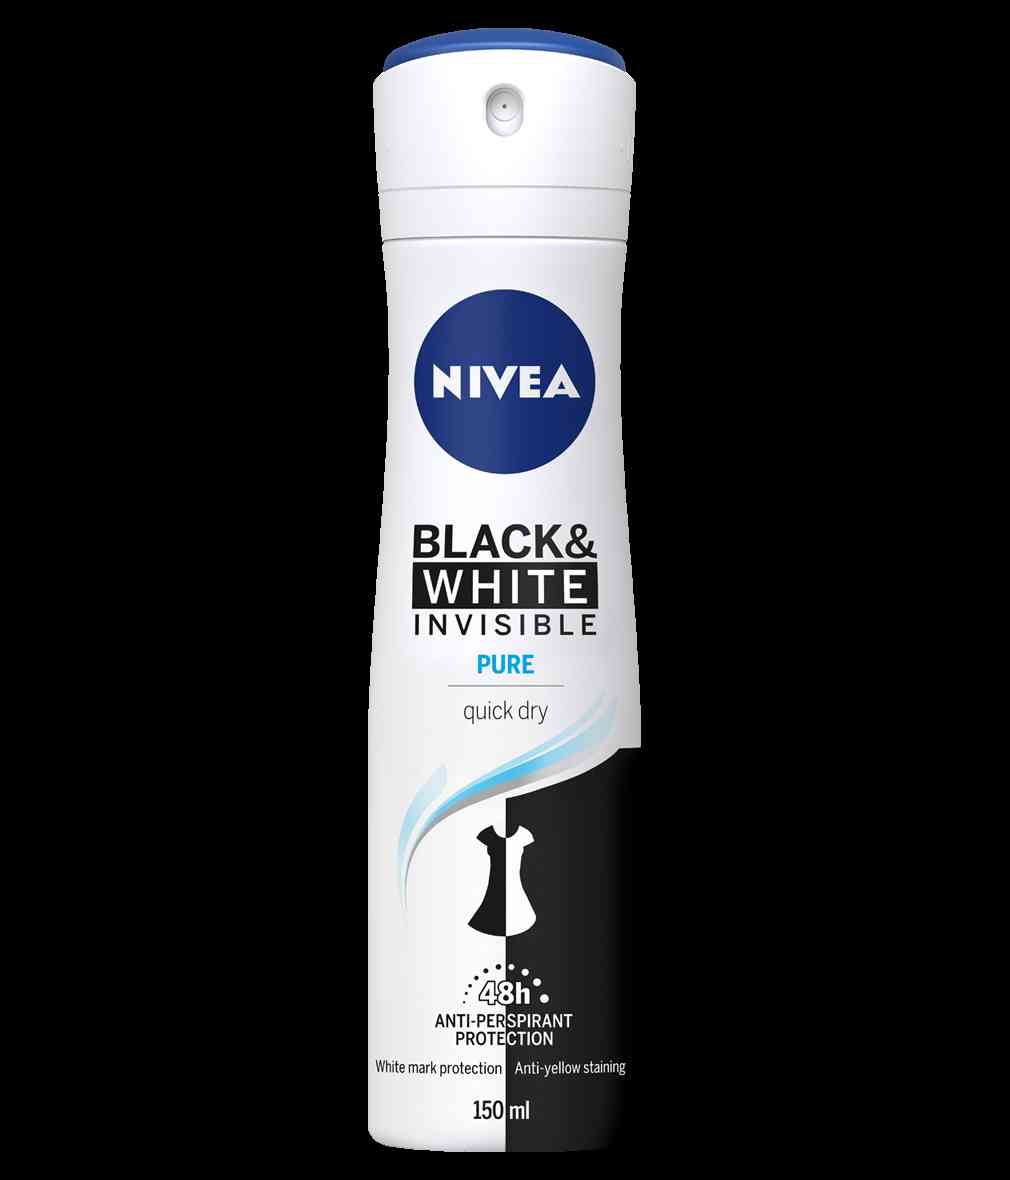 NIVEA
BLACK&
WHITE
INVISIBLE
PURE
quick dry
48h
ANTI-PERSPIRANT
PROTECTION
White mark protection Anti-yellow staining
150 ml